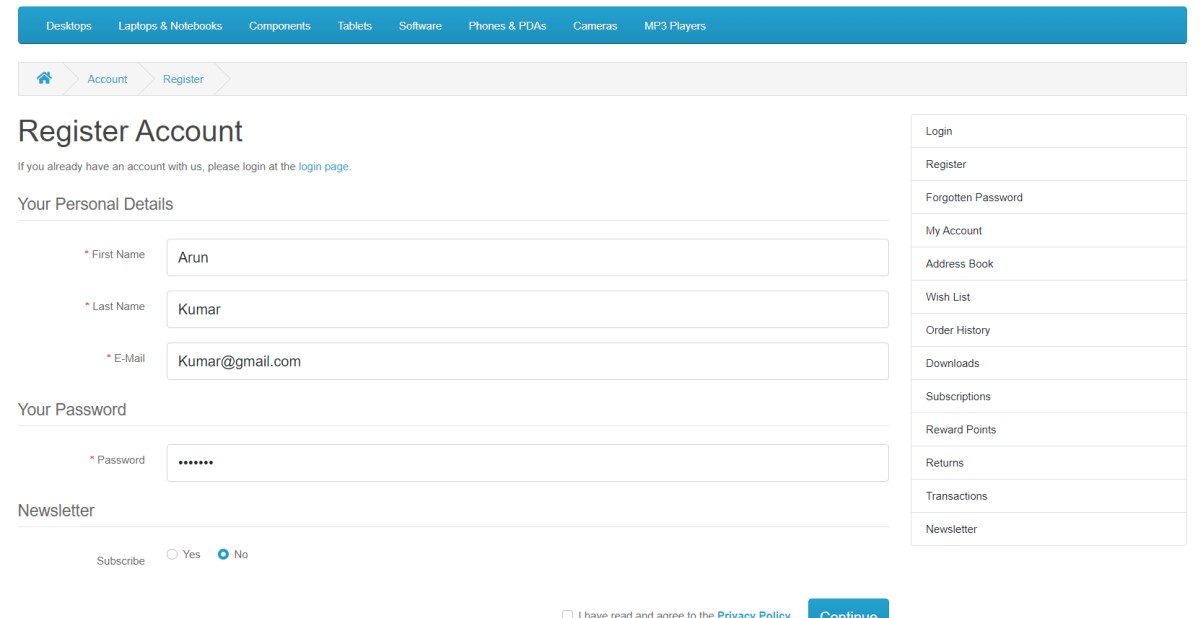 Desktops Laptops & Notebooks Components Tablets Software Phones & PDAs Cameras MP3 Players
Account Register
Register Account
If you already have an account with us, please login at the login page.
Your Personal Details
* First Name Arun
* Last Name Kumar
* E-Mail Kumar@gmail.com
Your Password
* Password •••••••
Newsletter
Subscribe Yes No
I have read and agree to the Privacy Policy Continue
Login
Register
Forgotten Password
My Account
Address Book
Wish List
Order History
Downloads
Subscriptions
Reward Points
Returns
Transactions
Newsletter